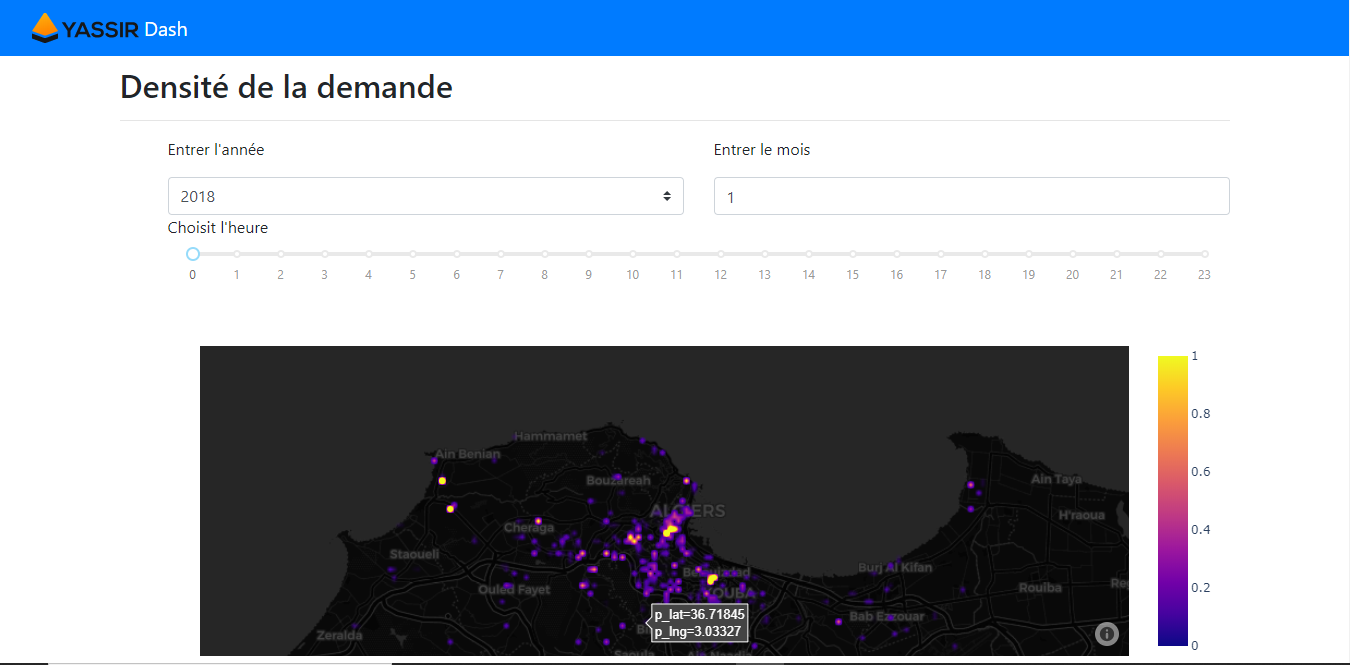 YASSIR Dash
Densité de la demande
Entrer l'année
Entrer le mois
2018
1
Choisit l'heure
0 1 2 3 4 5 6 7 8 9 10 11 12 13 14 15 16 17 18 19 20 21 22 23
1
0.8
0.6
0.4
0.2
0
Hammamet
Ain Benian
Bouzareah
Ain Taya
ALGIERS
H'raoua
Cheraga
Staoueli
Burj Al Kifan
Ouled Fayet
Rouiba
OUBA
p_lat=36.71845
p_lng=3.03327
Bab Ezzouar
Zeralda